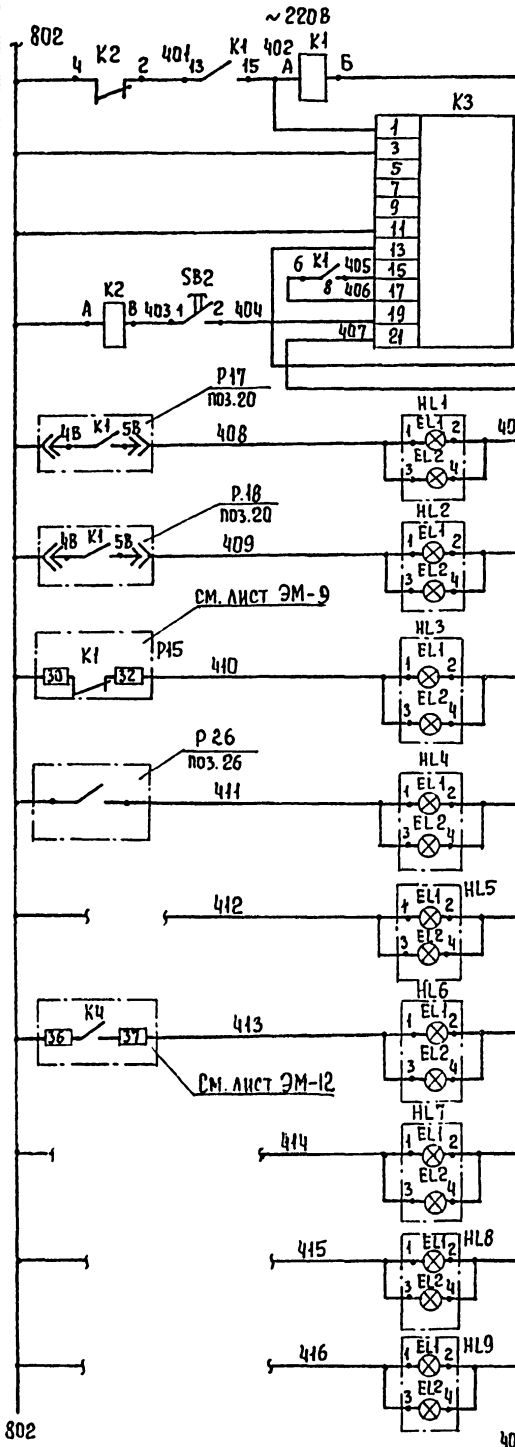 ~220В
802
4 К2 2 401 13 К1 15 402 А К1 Б
К3
1
3
5
7
9
11
13
15
17
19
21
6 К1 405
8 406
А К2 В 403 1 SB2 2 404
407
Р17
поз.20
4В К1 5В
408
HL1
1 EL1 2
3 EL2 4
40
Р.18
поз.20
4В К1 5В
409
HL2
1 EL1 2
3 EL2 4
см. лист ЭМ-9
Р15
30 К1 32
410
HL3
1 EL1 2
3 EL2 4
Р 26
поз. 26
411
HL4
1 EL1 2
3 EL2 4
412
HL5
1 EL1 2
3 EL2 4
36 К4 37
413
см. лист ЭМ-12
HL6
1 EL1 2
3 EL2 4
414
HL7
1 EL1 2
3 EL2 4
415
HL8
1 EL1 2
3 EL2 4
416
HL9
1 EL1 2
3 EL2 4
802
40